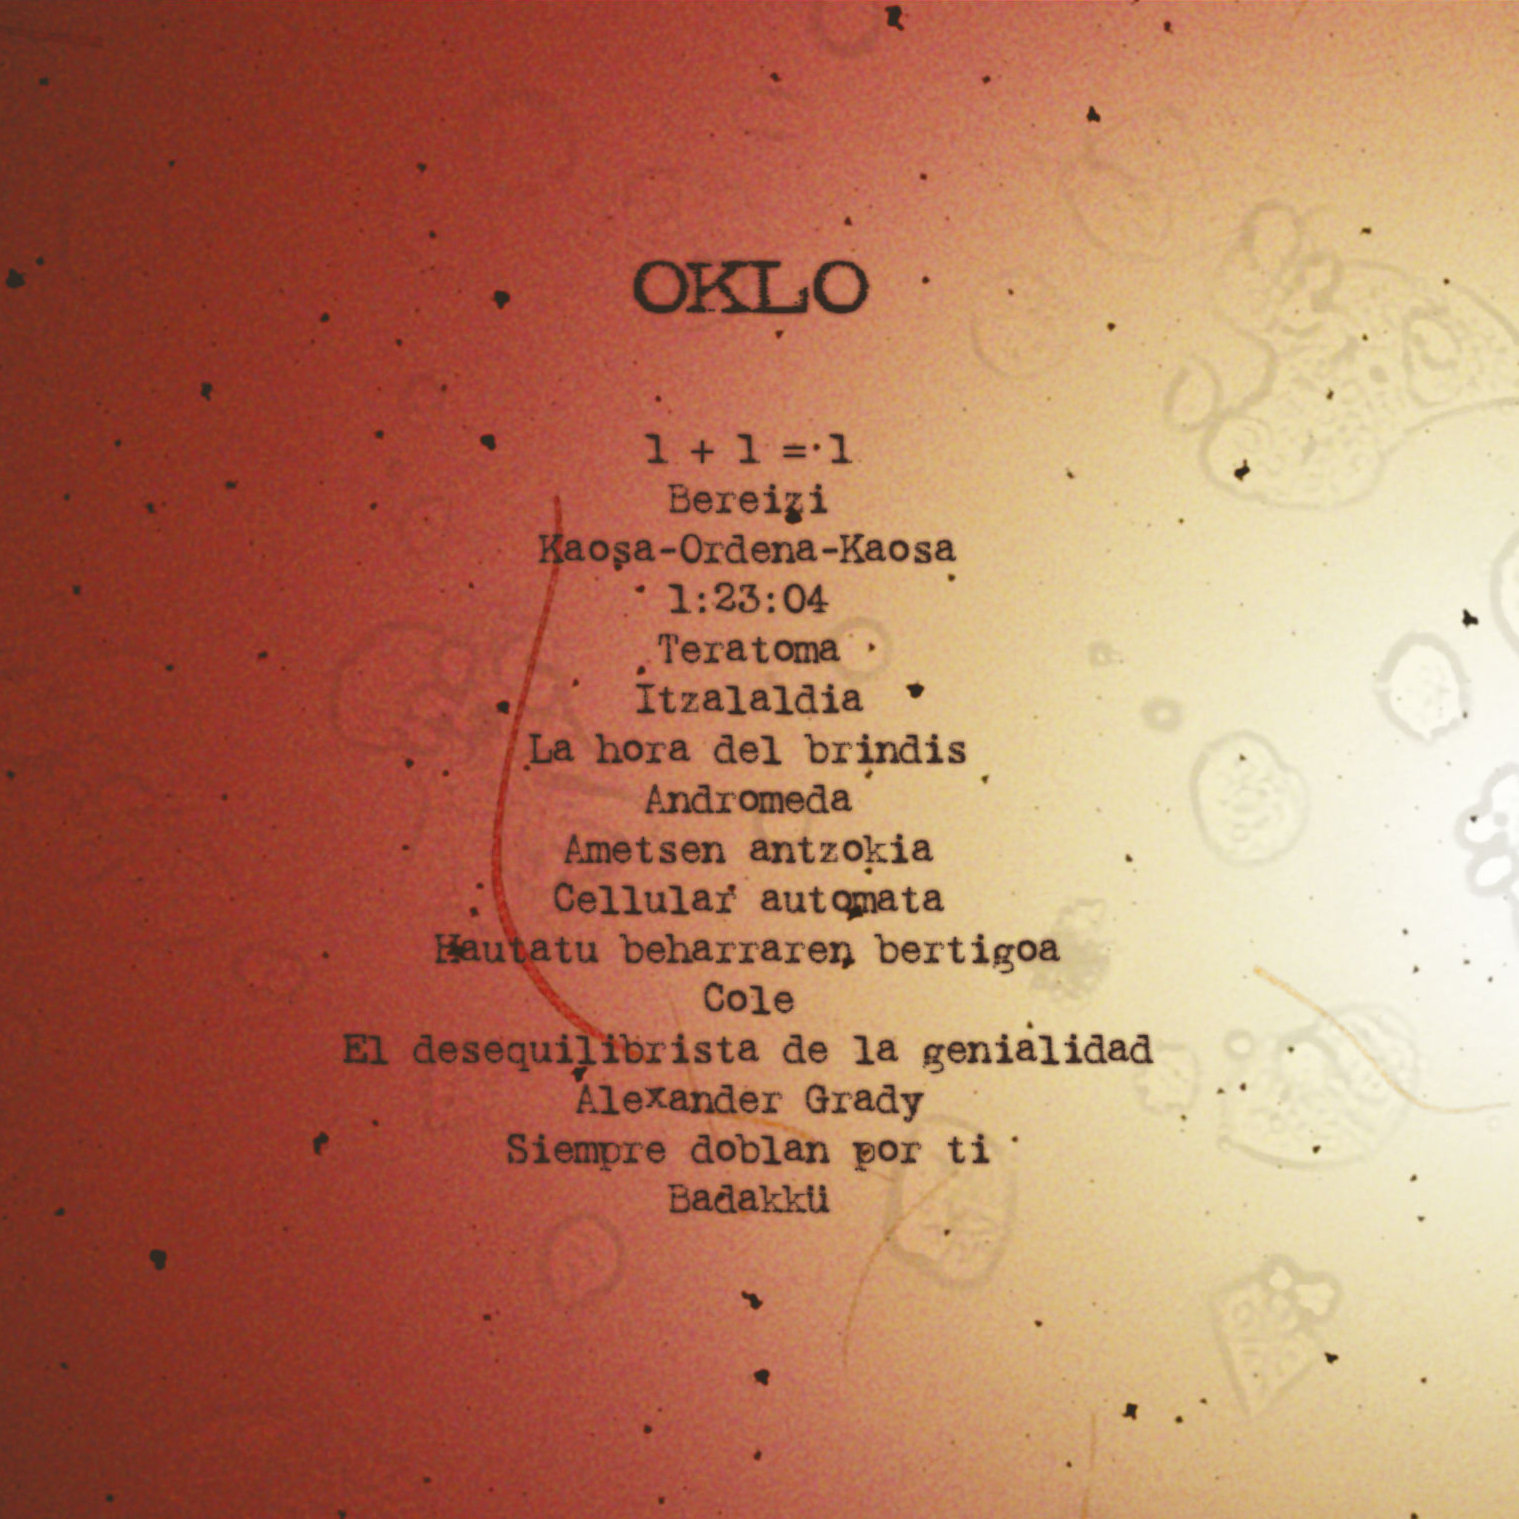 OKLO
1 + 1 = 1
Bereizi
Kaosa-Ordena-Kaosa
1:23:04
Teratoma
Itzalaldia
La hora del brindis
Andromeda
Ametsen antzokia
Cellular automata
Hautatu beharraren bertigoa
Cole
El desequilibrista de la genialidad
Alexander Grady
Siempre doblan por ti
Badakkü